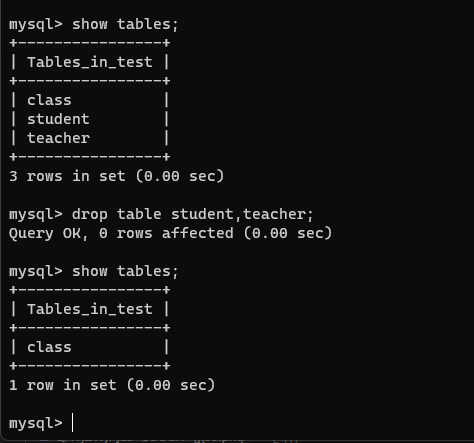 mysql> show tables;
+----------------+
| Tables_in_test |
+----------------+
| class          |
| student        |
| teacher        |
+----------------+
3 rows in set (0.00 sec)
mysql> drop table student,teacher;
Query OK, 0 rows affected (0.00 sec)
mysql> show tables;
+----------------+
| Tables_in_test |
+----------------+
| class          |
+----------------+
1 row in set (0.00 sec)
mysql>